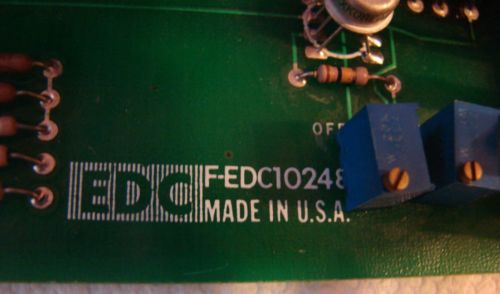 OFF
EDC F-EDC10248
MADE IN U.S.A.